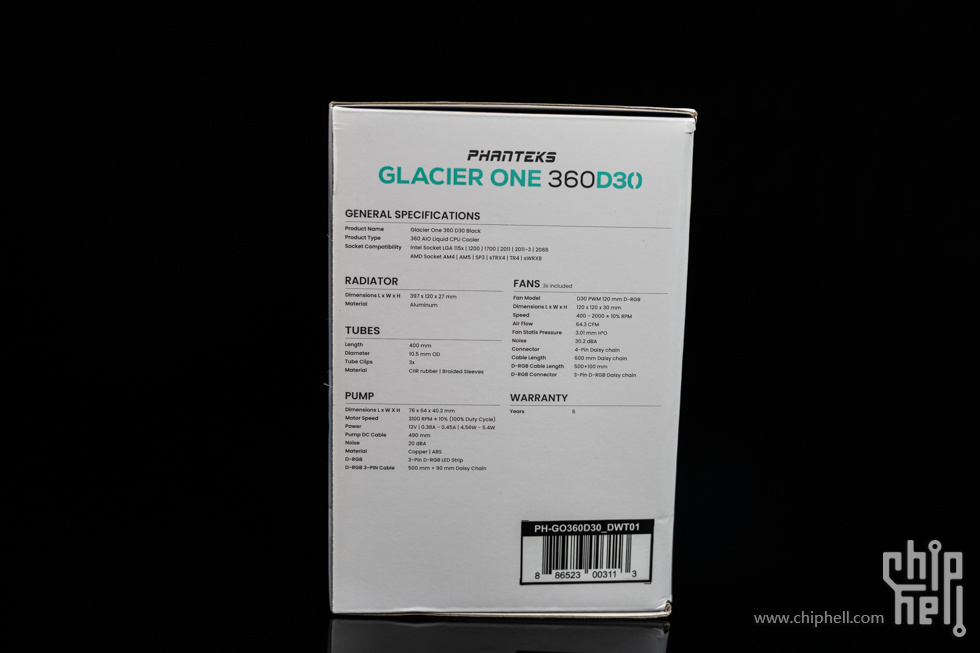 PHANTEKS
GLACIER ONE 360D30
GENERAL SPECIFICATIONS
Product Name Glacier One 360 D30 Black
Product Type 360 AIO Liquid CPU Cooler
Socket Compatibility Intel Socket LGA 115x | 1200 | 1700 | 2011 | 2011-3 | 2066
AMD Socket AM4 | AM5 | SP3 | sTRX4 | TR4 | sWRX8
RADIATOR
Dimensions L x W x H 397 x 120 x 27 mm
Material Aluminum
TUBES
Length 400 mm
Diameter 10.5 mm OD
Tube Clips 3x
Material CIIR rubber | Braided Sleeves
PUMP
Dimensions L x W X H 76 x 64 x 40.2 mm
Motor Speed 3100 RPM ± 10% (100% Duty Cycle)
Power 12V | 0.38A - 0.45A | 4.56W - 5.4W
Pump DC Cable 490 mm
Noise 20 dBA
Material Copper | ABS
D-RGB 3-Pin D-RGB LED Strip
D-RGB 3-PIN Cable 500 mm + 90 mm Daisy Chain
FANS 3x included
Fan Model D30 PWM 120 mm D-RGB
Dimensions L x W x H 120 x 120 x 30 mm
Speed 400 - 2000 ± 10% RPM
Air Flow 64.3 CFM
Fan Statis Pressure 3.01 mm H²O
Noise 30.2 dBA
Connector 4-Pin Daisy chain
Cable Length 600 mm Daisy chain
D-RGB Cable Length 500+100 mm
D-RGB Connector 3-Pin D-RGB Daisy chain
WARRANTY
Years 6
PH-GO360D30_DWT01
8 86523 00311 3
www.chiphell.com
chip
hell